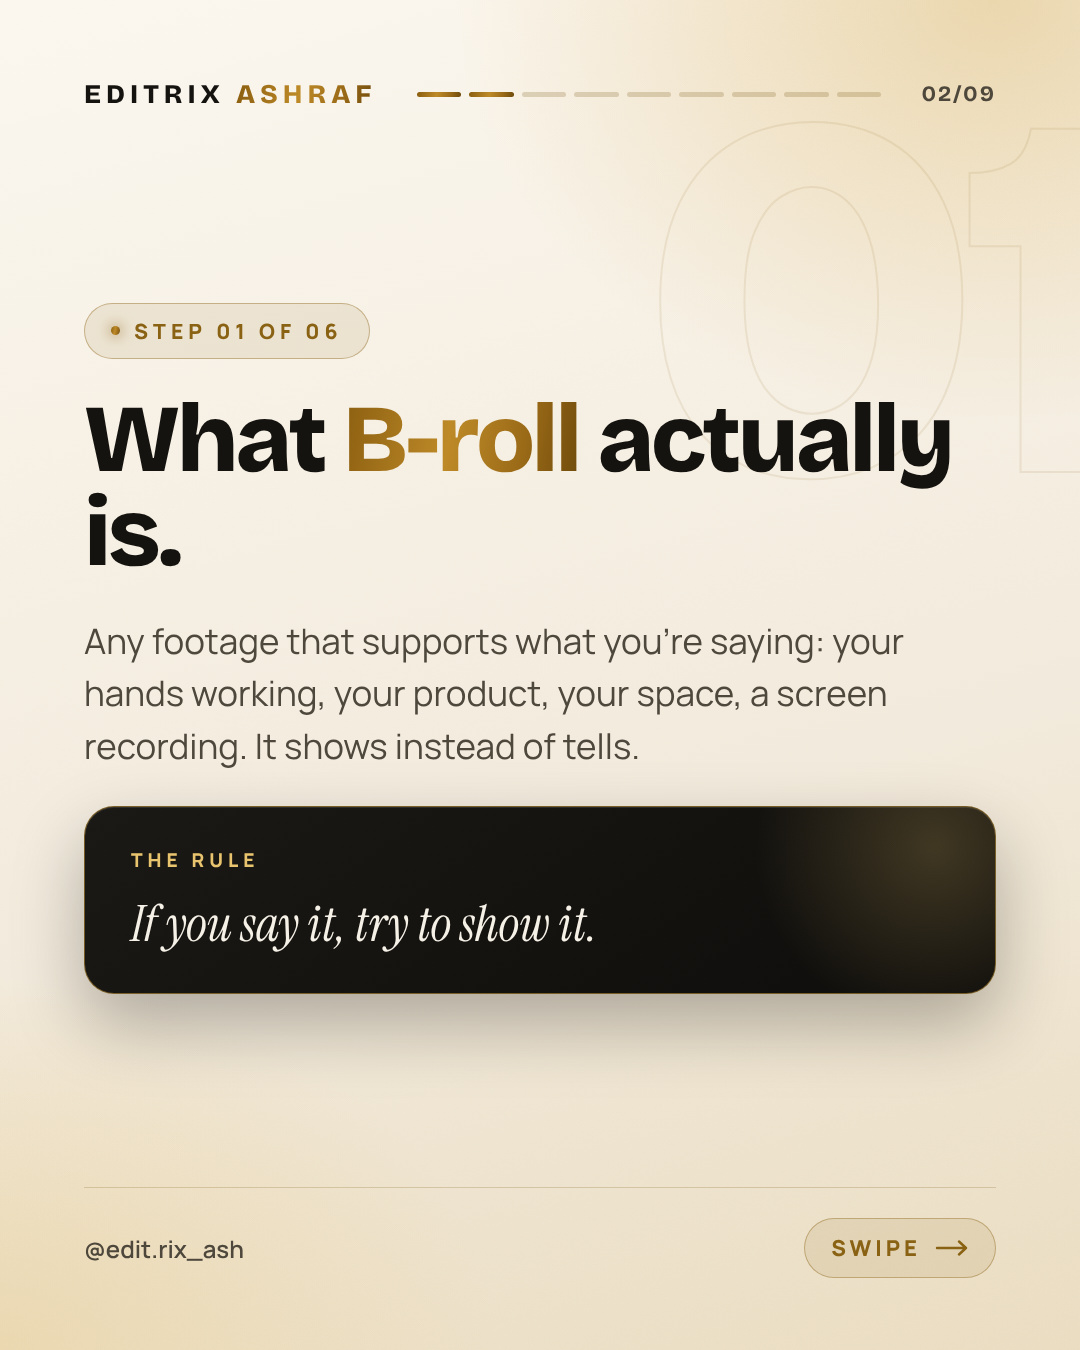 EDITRIX ASHRAF
02/09
01
STEP 01 OF 06
What B-roll actually
is.
Any footage that supports what you’re saying: your
hands working, your product, your space, a screen
recording. It shows instead of tells.
THE RULE
If you say it, try to show it.
@edit.rix_ash
SWIPE →